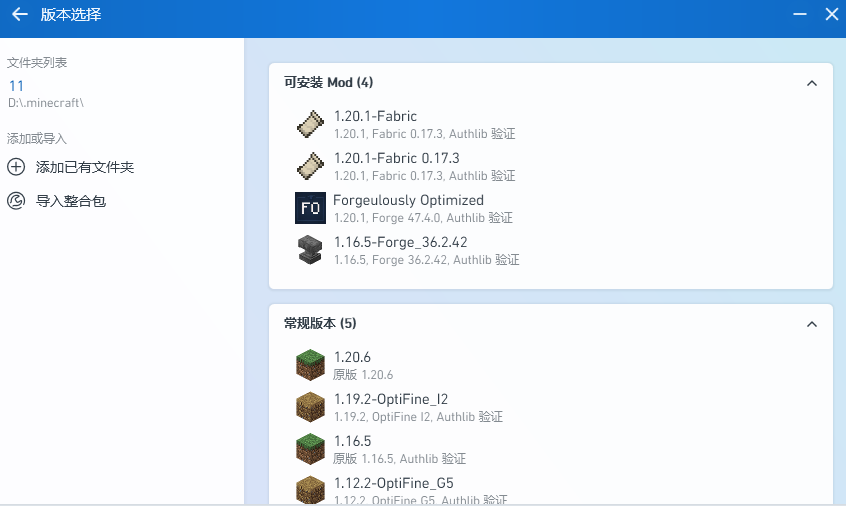 版本选择
文件夹列表
11
D:\.minecraft\
添加或导入
添加已有文件夹
导入整合包
可安装 Mod (4)
1.20.1-Fabric
1.20.1, Fabric 0.17.3, Authlib 验证
1.20.1-Fabric 0.17.3
1.20.1, Fabric 0.17.3, Authlib 验证
FO
Forgeulously Optimized
1.20.1, Forge 47.4.0, Authlib 验证
1.16.5-Forge_36.2.42
1.16.5, Forge 36.2.42, Authlib 验证
常规版本 (5)
1.20.6
原版 1.20.6
1.19.2-OptiFine_I2
1.19.2, OptiFine I2, Authlib 验证
1.16.5
原版 1.16.5, Authlib 验证
1.12.2-OptiFine_G5
1.12.2, OptiFine G5, Authlib 验证